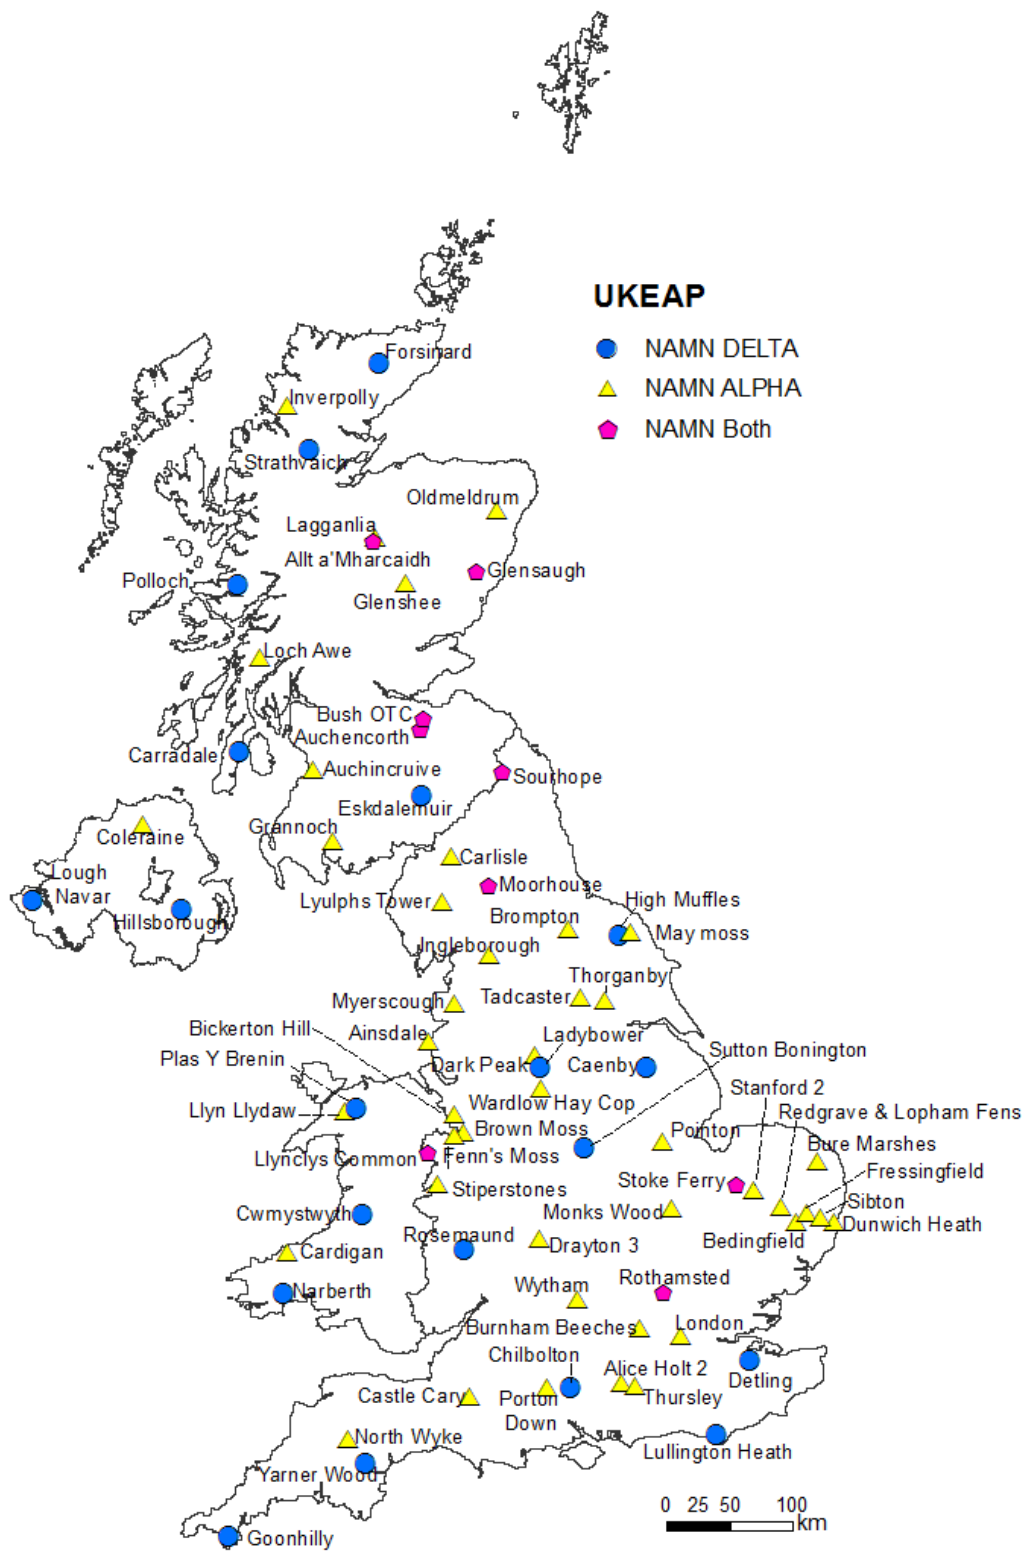 UKEAP
NAMN DELTA
NAMN ALPHA
NAMN Both
Forsinard
Inverpolly
Strathvaich
Oldmeldrum
Lagganlia
Allt a'Mharcaidh
Glensaugh
Polloch
Glenshee
Loch Awe
Bush OTC
Auchencorth
Carradale
Auchincruive
Sourhope
Eskdalemuir
Grannoch
Coleraine
Carlisle
Lough
Navar
Moorhouse
Lyulphs Tower
High Muffles
Hillsborough
Brompton
May moss
Ingleborough
Thorganby
Myerscough
Tadcaster
Bickerton Hill
Ainsdale
Ladybower
Sutton Bonington
Plas Y Brenin
Dark Peak
Caenby
Stanford 2
Llyn Llydaw
Wardlow Hay Cop
Redgrave & Lopham Fens
Brown Moss
Pointon
Bure Marshes
Llynclys Common
Fenn's Moss
Fressingfield
Stiperstones
Stoke Ferry
Sibton
Cwmystwyth
Monks Wood
Dunwich Heath
Rosemaund
Drayton 3
Bedingfield
Cardigan
Narberth
Wytham
Rothamsted
Burnham Beeches
London
Chilbolton
Alice Holt 2
Detling
Castle Cary
Porton
Down
Thursley
North Wyke
Lullington Heath
Yarner Wood
Goonhilly
0 25 50 100
km